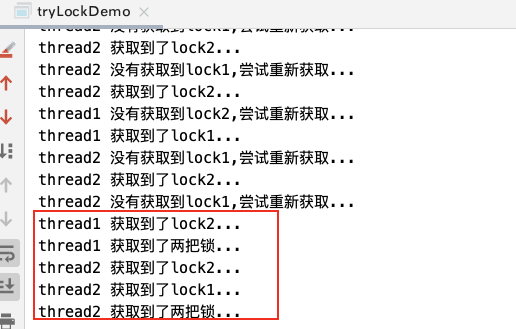 tryLockDemo
thread2 没有获取到lock1,尝试重新获取...
thread2 获取到了lock2...
thread2 没有获取到lock1,尝试重新获取...
thread2 获取到了lock2...
thread1 没有获取到lock2,尝试重新获取...
thread1 获取到了lock1...
thread2 没有获取到lock1,尝试重新获取...
thread2 获取到了lock2...
thread2 没有获取到lock1,尝试重新获取...
thread1 获取到了lock2...
thread1 获取到了两把锁...
thread2 获取到了lock2...
thread2 获取到了lock1...
thread2 获取到了两把锁...